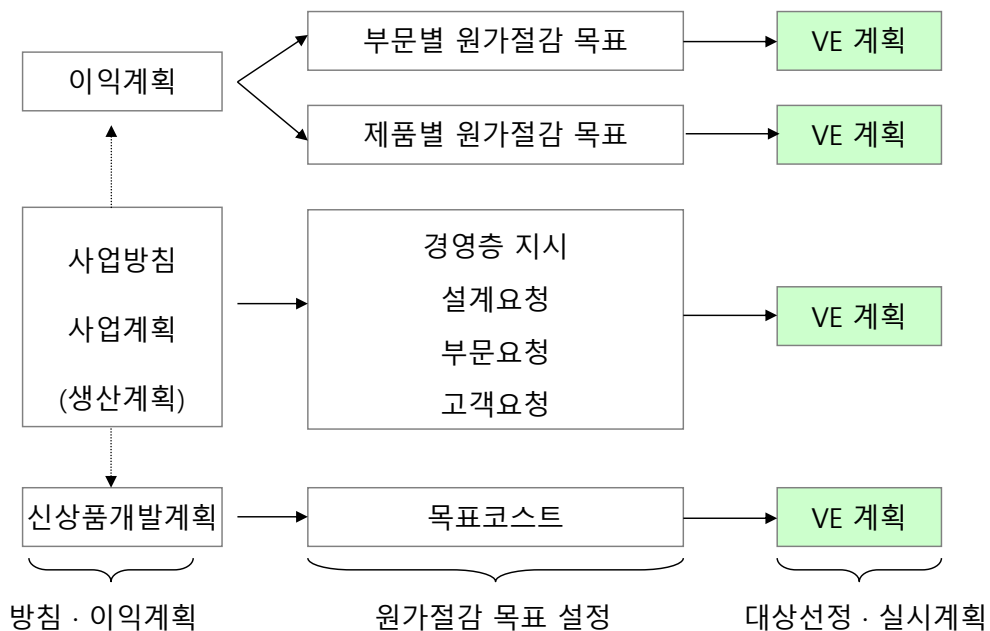 부문별 원가절감 목표
VE 계획
이익계획
제품별 원가절감 목표
VE 계획
사업방침
사업계획
(생산계획)
경영층 지시
설계요청
부문요청
고객요청
VE 계획
신상품개발계획
목표코스트
VE 계획
방침 · 이익계획
원가절감 목표 설정
대상선정 · 실시계획